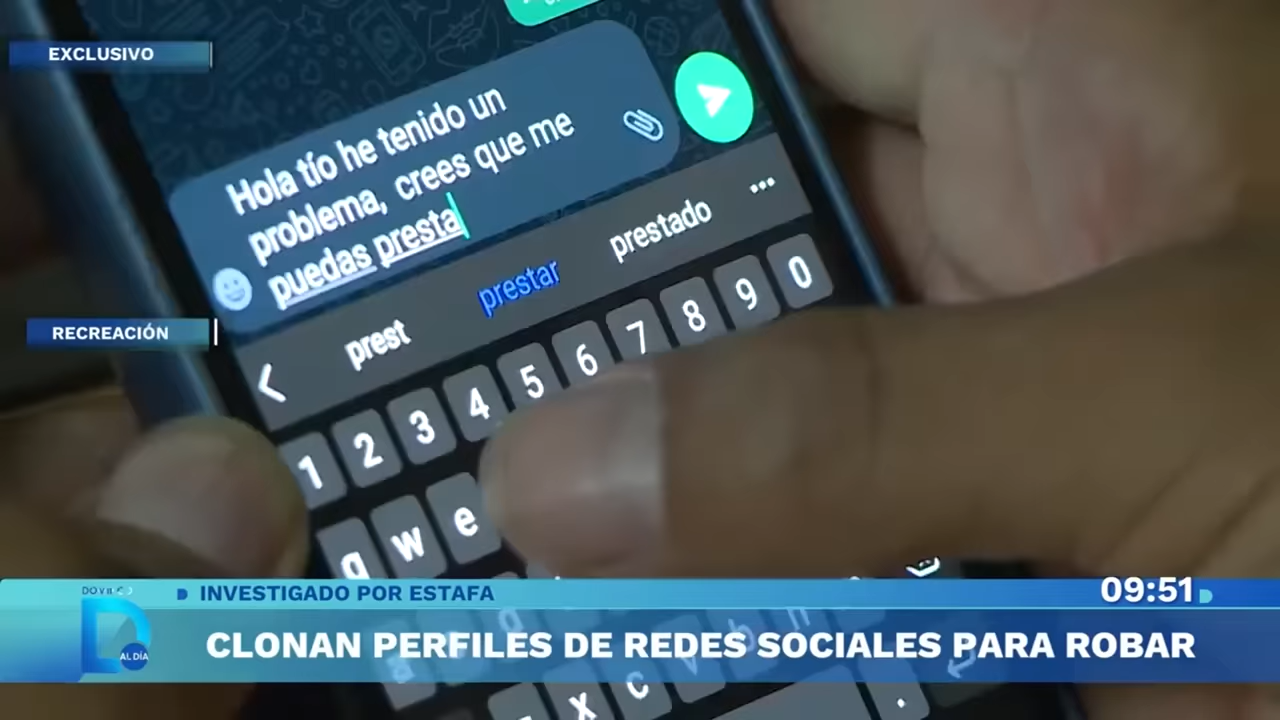 EXCLUSIVO
Hola tío he tenido un
problema, crees que me
puedas presta
prest prestar prestado ...
1 2 3 4 5 6 7 8 9 0
q w e
RECREACIÓN
x c v b n
INVESTIGADO POR ESTAFA
09:51
CLONAN PERFILES DE REDES SOCIALES PARA ROBAR
D
AL DÍA